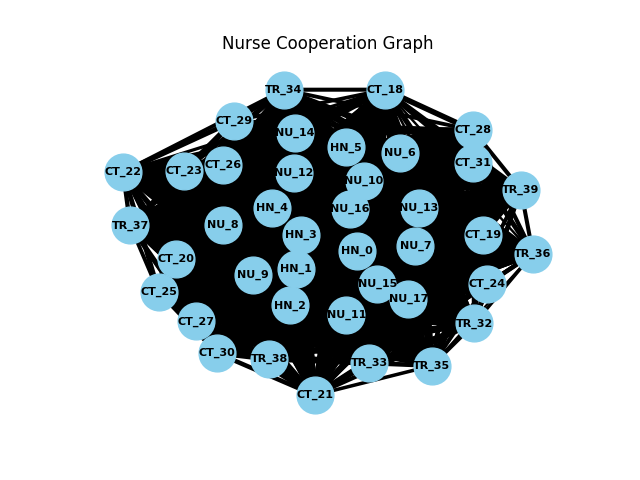 Nurse Cooperation Graph
TR_34
CT_18
CT_29
CT_28
NU_14
HN_5
NU_6
CT_31
CT_26
CT_23
CT_22
NU_12
NU_10
TR_39
HN_4
NU_16
NU_13
TR_37
NU_8
HN_3
CT_19
NU_7
HN_0
TR_36
CT_20
HN_1
NU_9
NU_15
CT_24
CT_25
NU_17
HN_2
NU_11
CT_27
TR_32
CT_30
TR_38
TR_33
TR_35
CT_21